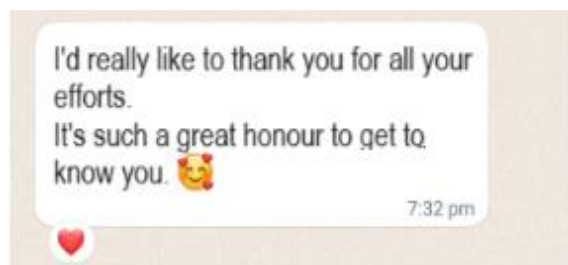 I'd really like to thank you for all your
efforts.
It's such a great honour to get to
know you. 🥰
7:32 pm
❤️